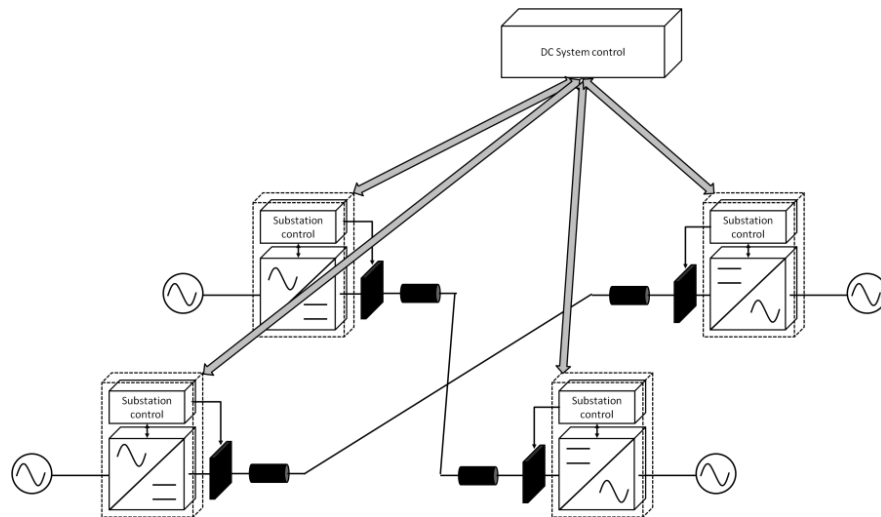 DC System control
Substation
control
Substation
control
Substation
control
Substation
control